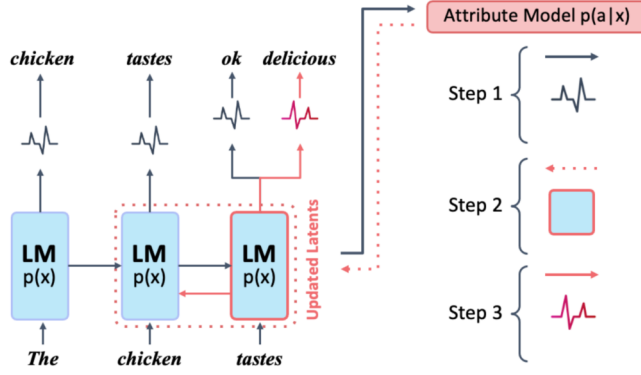 Attribute Model p(a|x)
chicken
tastes
ok
delicious
Step 1
Step 2
Step 3
LM
p(x)
LM
p(x)
LM
p(x)
Updated Latents
The
chicken
tastes